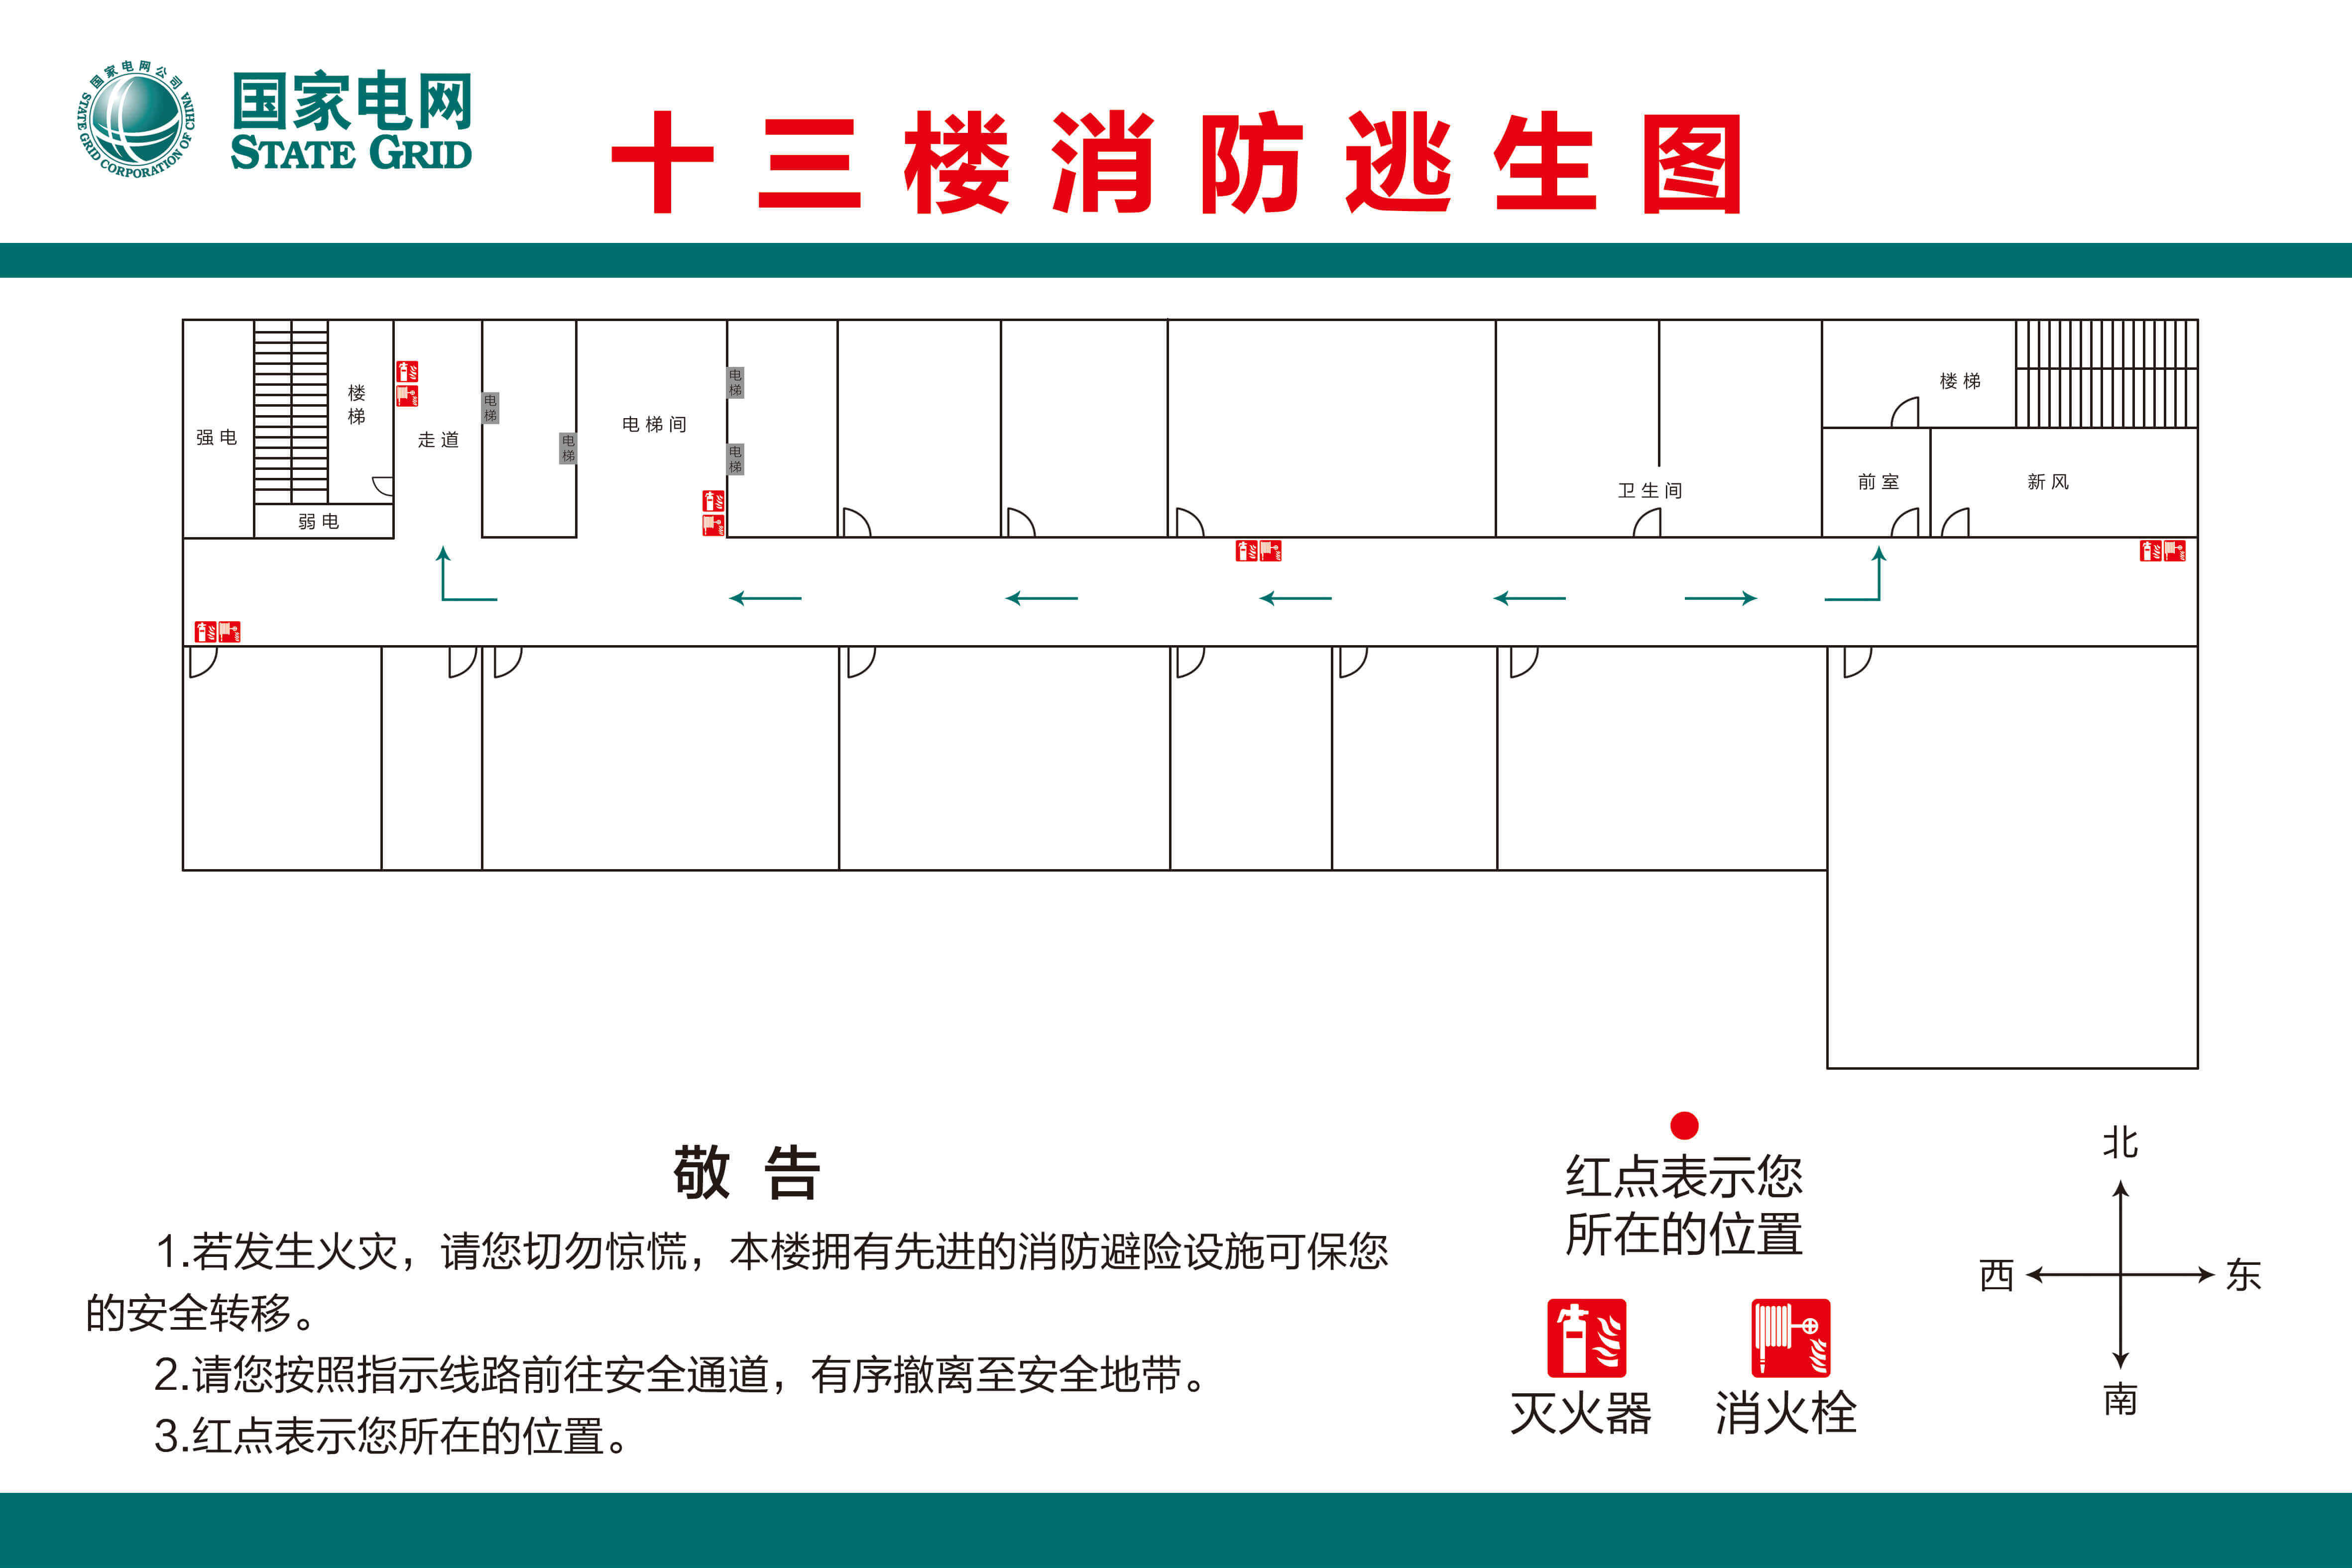 国家电网公司
STATE GRID CORPORATION OF CHINA
国家电网
STATE GRID
十三楼消防逃生图
强电
楼梯
弱电
走道
电梯
电梯
电梯间
电梯
电梯
卫生间
楼梯
前室
新风
敬告
1.若发生火灾，请您切勿惊慌，本楼拥有先进的消防避险设施可保您
的安全转移。
2.请您按照指示线路前往安全通道，有序撤离至安全地带。
3.红点表示您所在的位置。
红点表示您
所在的位置
灭火器
消火栓
北
西
东
南